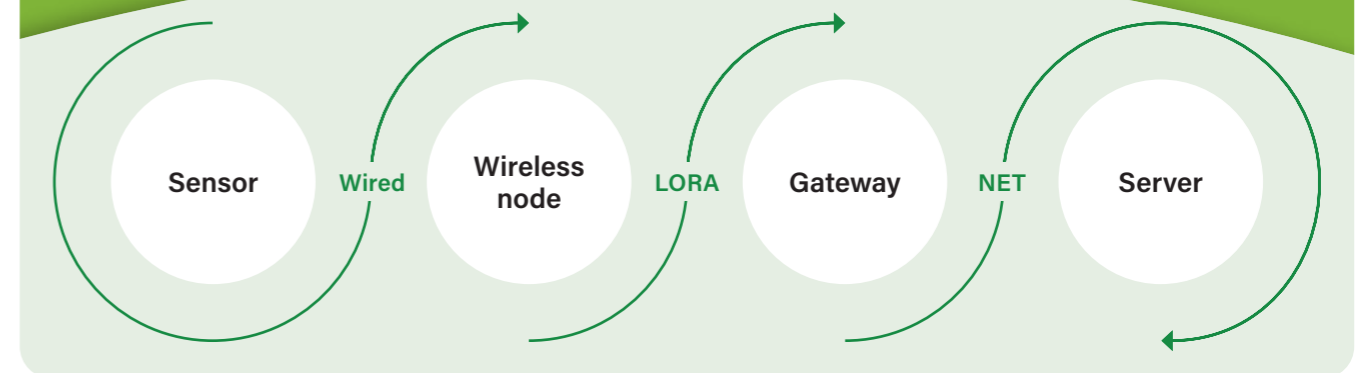 Sensor
Wired
Wireless
node
LORA
Gateway
NET
Server